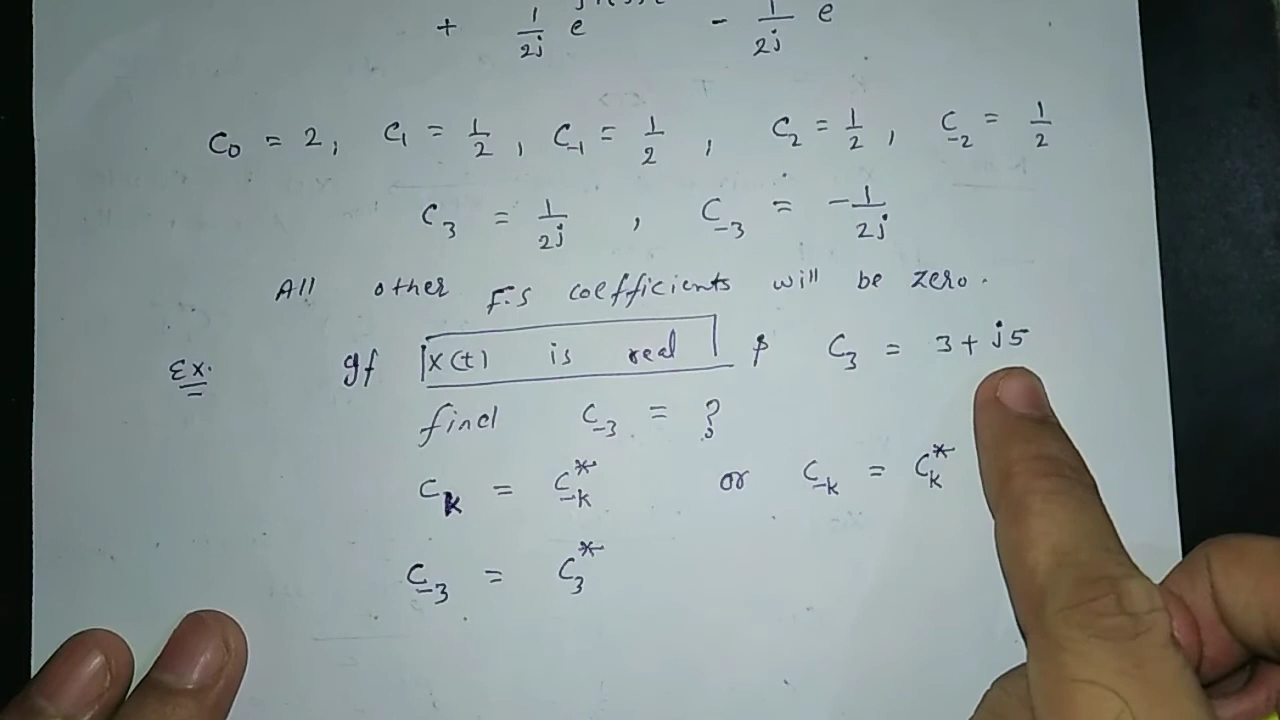 + 1/2j e - 1/2j e
C₀ = 2, C₁ = 1/2, C₋₁ = 1/2, C₂ = 1/2, C₋₂ = 1/2
C₃ = 1/2j, C₋₃ = -1/2j
All other F.S coefficients will be zero.
Ex. If x(t) is real & C₃ = 3+j5
find C₋₃ = ?
Cₖ = C₋ₖ* or C₋ₖ = Cₖ*
C₋₃ = C₃*